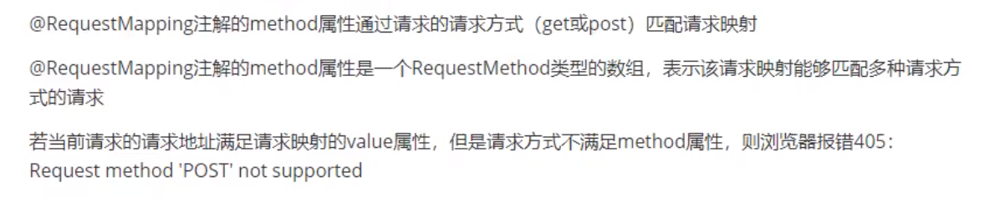 @RequestMapping注解的method属性通过请求的请求方式（get或post）匹配请求映射
@RequestMapping注解的method属性是一个RequestMethod类型的数组，表示该请求映射能够匹配多种请求方
式的请求
若当前请求的请求地址满足请求映射的value属性，但是请求方式不满足method属性，则浏览器报错405：
Request method 'POST' not supported